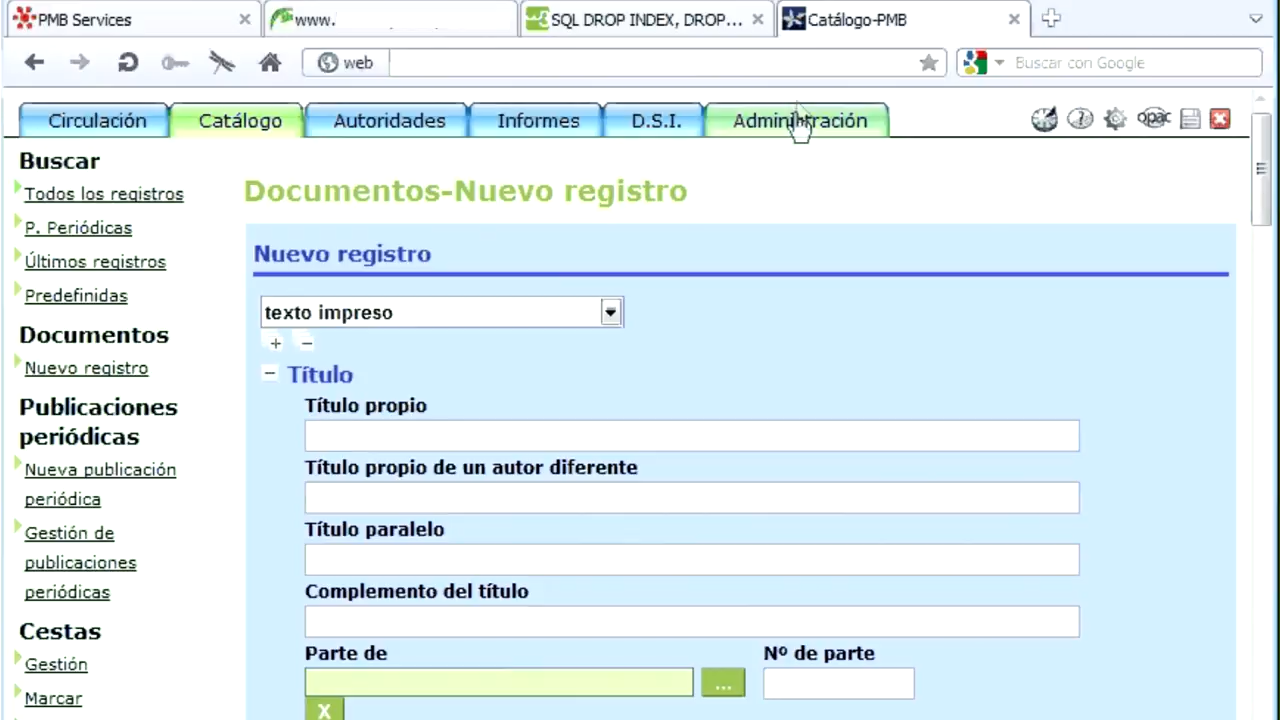 PMB Services
www.
SQL DROP INDEX, DROP...
Catálogo-PMB
web
Buscar con Google
Circulación
Catálogo
Autoridades
Informes
D.S.I.
Administración
opac
Buscar
Todos los registros
P. Periódicas
Últimos registros
Predefinidas
Documentos
Nuevo registro
Publicaciones
periódicas
Nueva publicación
periódica
Gestión de
publicaciones
periódicas
Cestas
Gestión
Marcar
Documentos-Nuevo registro
Nuevo registro
texto impreso
+ −
− Título
Título propio
Título propio de un autor diferente
Título paralelo
Complemento del título
Parte de
Nº de parte
...
X